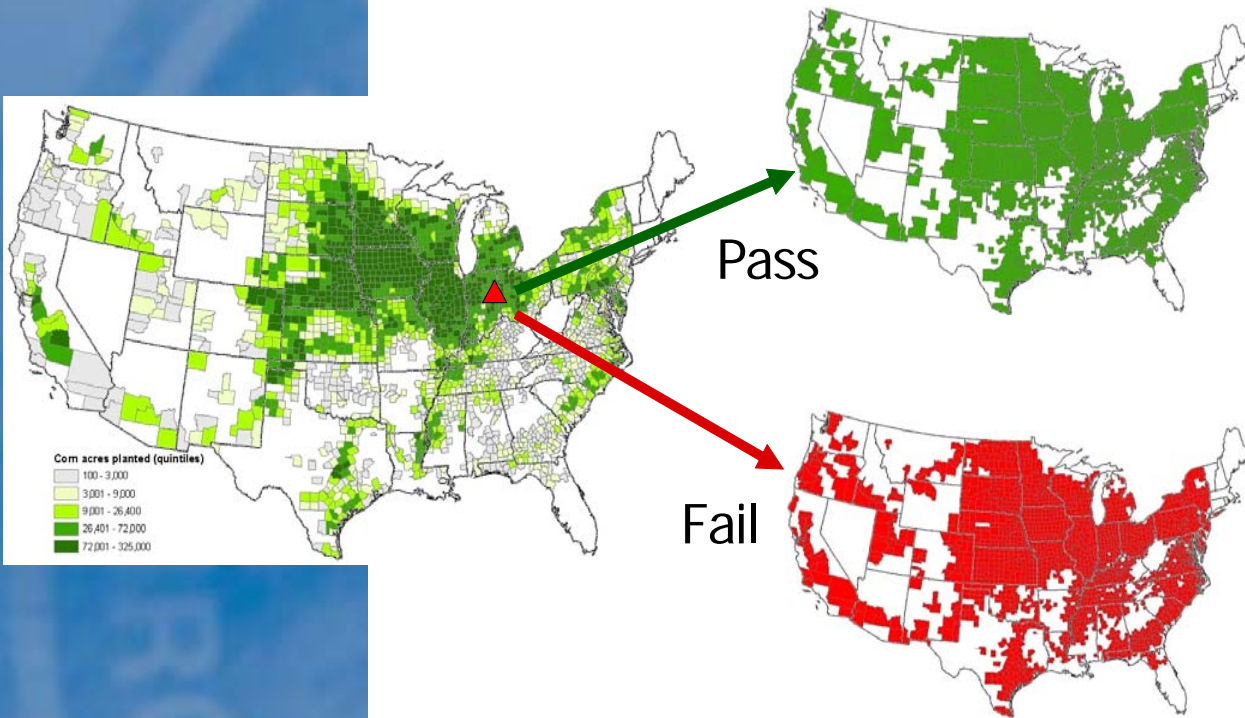 Pass
Fail
Corn acres planted (quintiles)
100 - 3,000
3,001 - 9,000
9,001 - 26,400
26,401 - 72,000
72,001 - 325,000
R